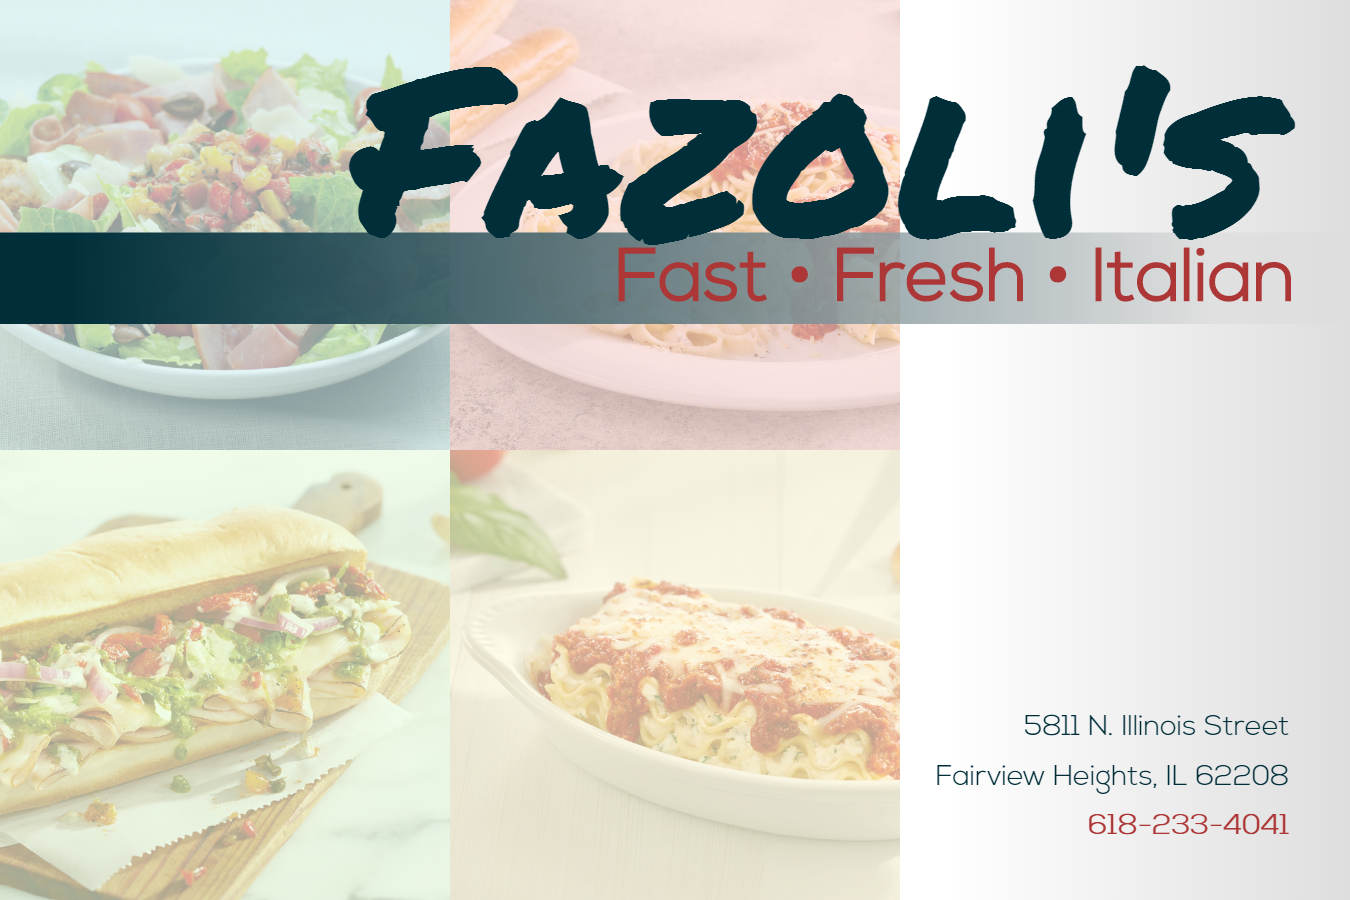 Fazoli's
Fast • Fresh • Italian
5811 N. Illinois Street
Fairview Heights, IL 62208
618-233-4041